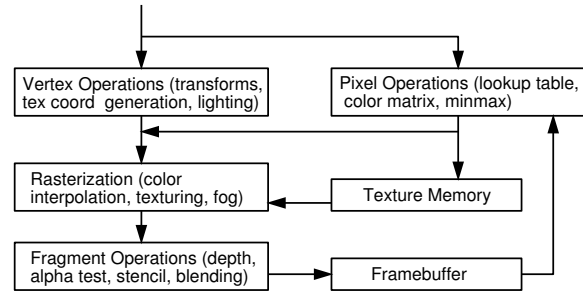 Vertex Operations (transforms,
tex coord generation, lighting)
Pixel Operations (lookup table,
color matrix, minmax)
Rasterization (color
interpolation, texturing, fog)
Texture Memory
Fragment Operations (depth,
alpha test, stencil, blending)
Framebuffer